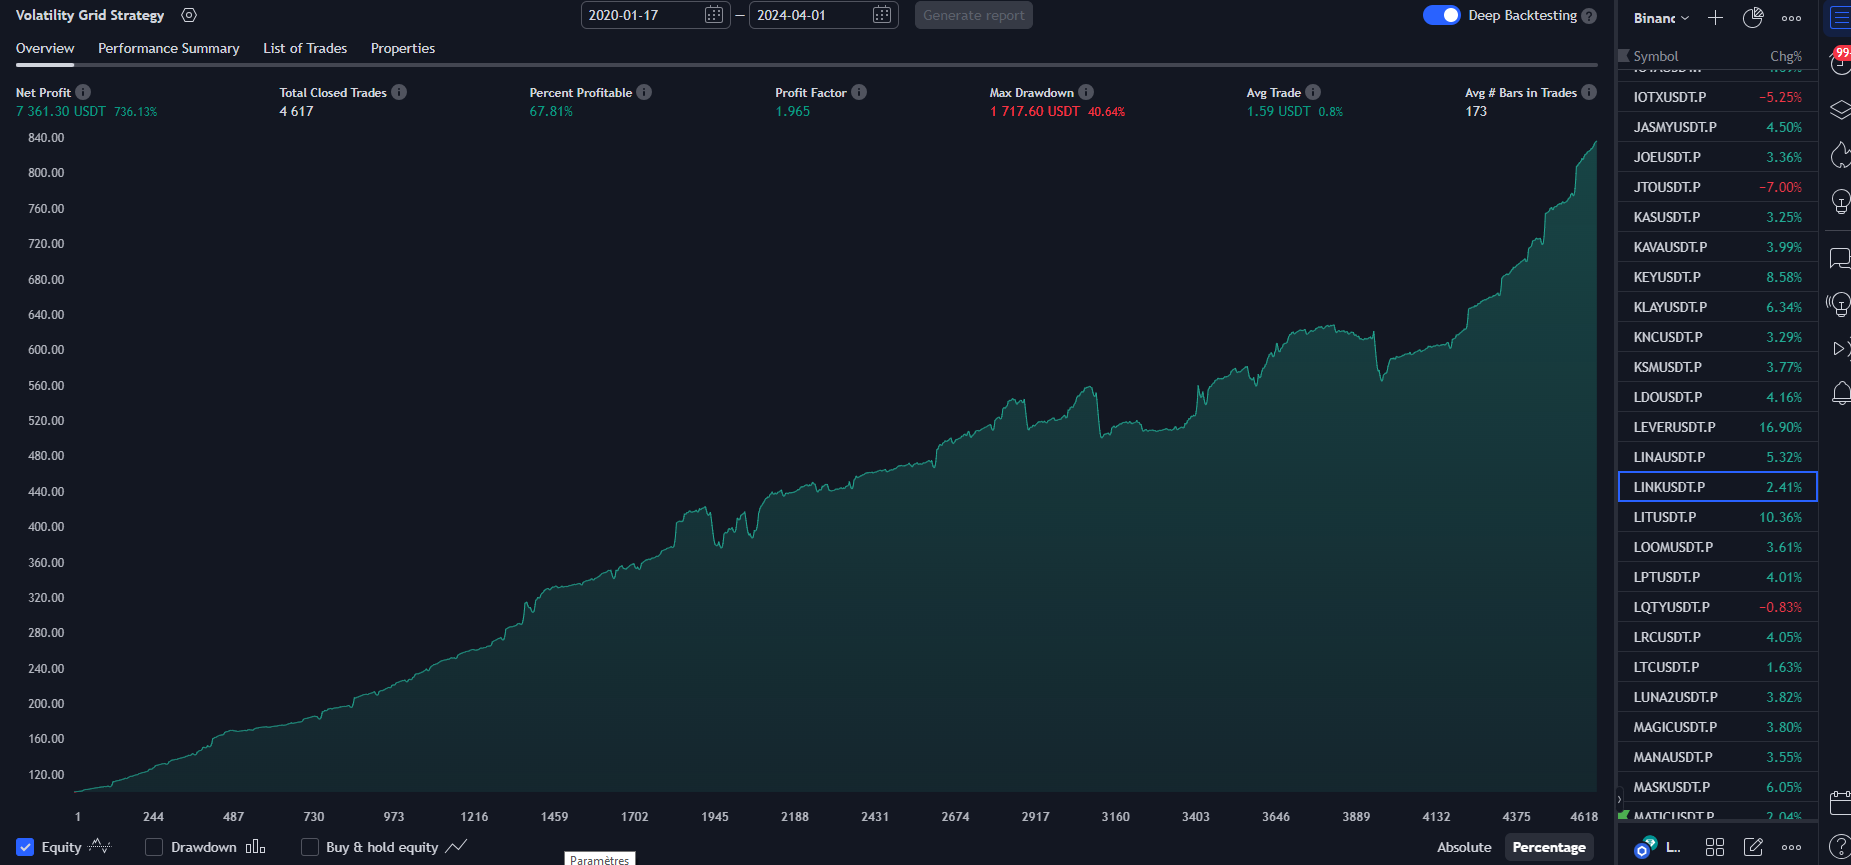 Volatility Grid Strategy
2020-01-17 — 2024-04-01 Generate report
Deep Backtesting ?
Overview Performance Summary List of Trades Properties
Net Profit Total Closed Trades Percent Profitable Profit Factor Max Drawdown Avg Trade Avg # Bars in Trades
7 361.30 USDT 736.13% 4 617 67.81% 1.965 1 717.60 USDT 40.64% 1.59 USDT 0.8% 173
840.00
800.00
760.00
720.00
680.00
640.00
600.00
560.00
520.00
480.00
440.00
400.00
360.00
320.00
280.00
240.00
200.00
160.00
120.00
1 244 487 730 973 1216 1459 1702 1945 2188 2431 2674 2917 3160 3403 3646 3889 4132 4375 4618
Equity Drawdown Buy & hold equity
Absolute Percentage
Paramètres
Binanc
Symbol Chg%
IOTXUSDT.P −5.25%
JASMYUSDT.P 4.50%
JOEUSDT.P 3.36%
JTOUSDT.P −7.00%
KASUSDT.P 3.25%
KAVAUSDT.P 3.99%
KEYUSDT.P 8.58%
KLAYUSDT.P 6.34%
KNCUSDT.P 3.29%
KSMUSDT.P 3.77%
LDOUSDT.P 4.16%
LEVERUSDT.P 16.90%
LINAUSDT.P 5.32%
LINKUSDT.P 2.41%
LITUSDT.P 10.36%
LOOMUSDT.P 3.61%
LPTUSDT.P 4.01%
LQTYUSDT.P −0.83%
LRCUSDT.P 4.05%
LTCUSDT.P 1.63%
LUNA2USDT.P 3.82%
MAGICUSDT.P 3.80%
MANAUSDT.P 3.55%
MASKUSDT.P 6.05%
MATICUSDT.P 2.04%
L..
99